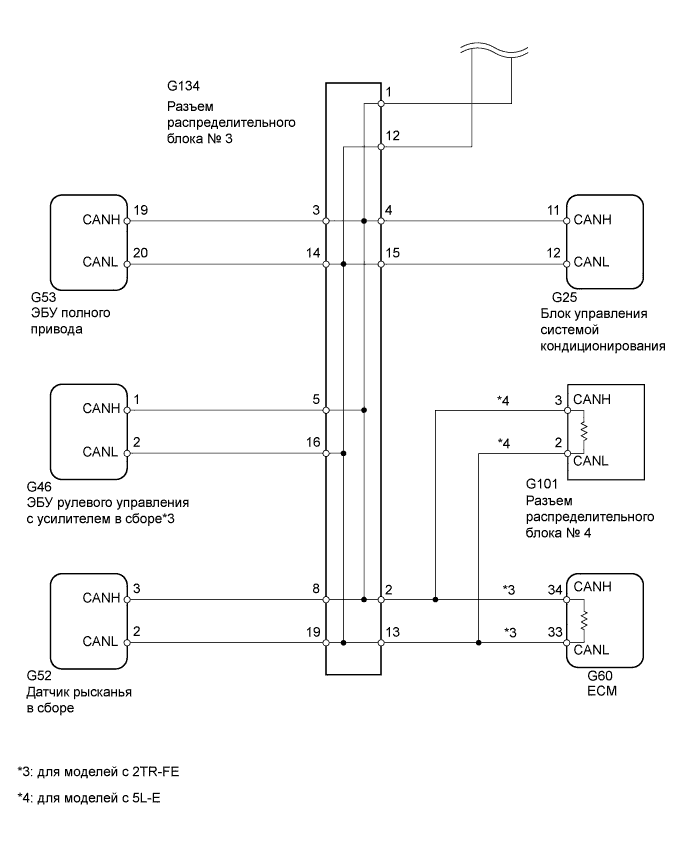 G134
Разъем
распределительного
блока № 3
1
12
CANH 19
3
4
11 CANH
CANL 20
14
15
12 CANL
G53
ЭБУ полного
привода
G25
Блок управления
системой
кондиционирования
CANH 1
5
*4
3 CANH
CANL 2
16
*4
2
CANL
G46
ЭБУ рулевого управления
с усилителем в сборе*3
G101
Разъем
распределительного
блока № 4
CANH 3
8
2
*3
34 CANH
CANL 2
19
13
*3
33
CANL
G52
Датчик рысканья
в сборе
G60
ECM
*3: для моделей с 2TR-FE
*4: для моделей с 5L-E